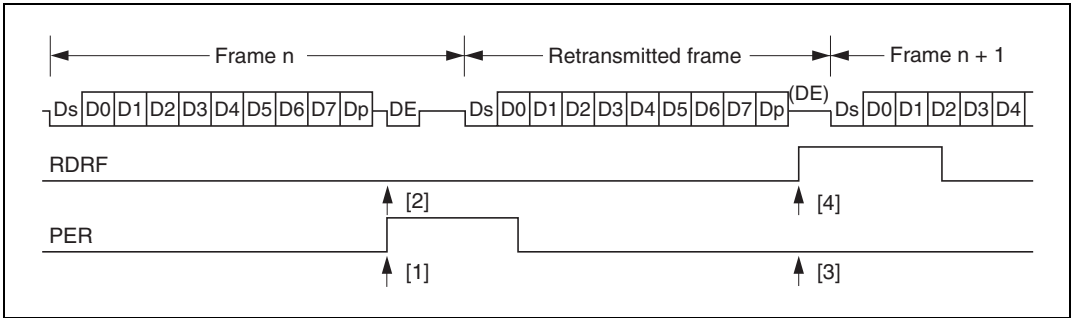 Frame n Retransmitted frame Frame n + 1
(DE)
Ds D0 D1 D2 D3 D4 D5 D6 D7 Dp DE Ds D0 D1 D2 D3 D4 D5 D6 D7 Dp Ds D0 D1 D2 D3 D4
RDRF
[2] [4]
PER
[1] [3]